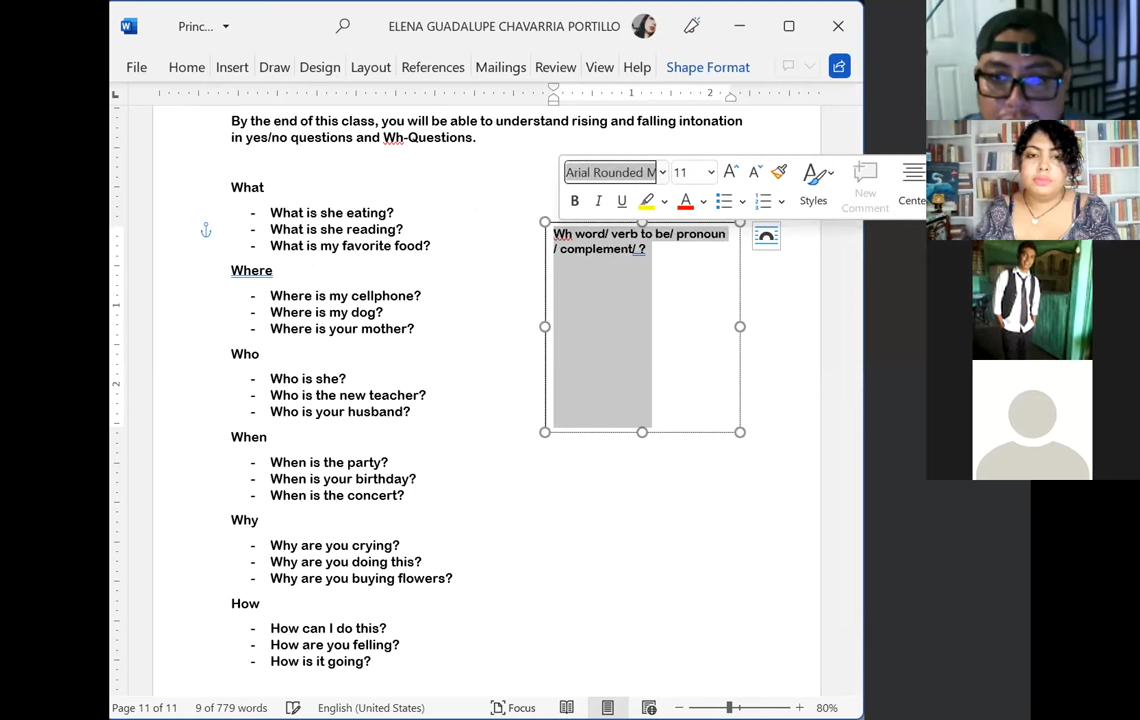 Princ...
ELENA GUADALUPE CHAVARRIA PORTILLO
File Home Insert Draw Design Layout References Mailings Review View Help Shape Format
1 2
By the end of this class, you will be able to understand rising and falling intonation
in yes/no questions and Wh-Questions.
Arial Rounded M 11
B I U A Styles New Comment Cente
What
- What is she eating?
- What is she reading?
- What is my favorite food?
Wh word/ verb to be/ pronoun
/ complement/ ?
Where
- Where is my cellphone?
- Where is my dog?
- Where is your mother?
Who
- Who is she?
- Who is the new teacher?
- Who is your husband?
When
- When is the party?
- When is your birthday?
- When is the concert?
Why
- Why are you crying?
- Why are you doing this?
- Why are you buying flowers?
How
- How can I do this?
- How are you felling?
- How is it going?
Page 11 of 11 9 of 779 words English (United States) Focus 80%